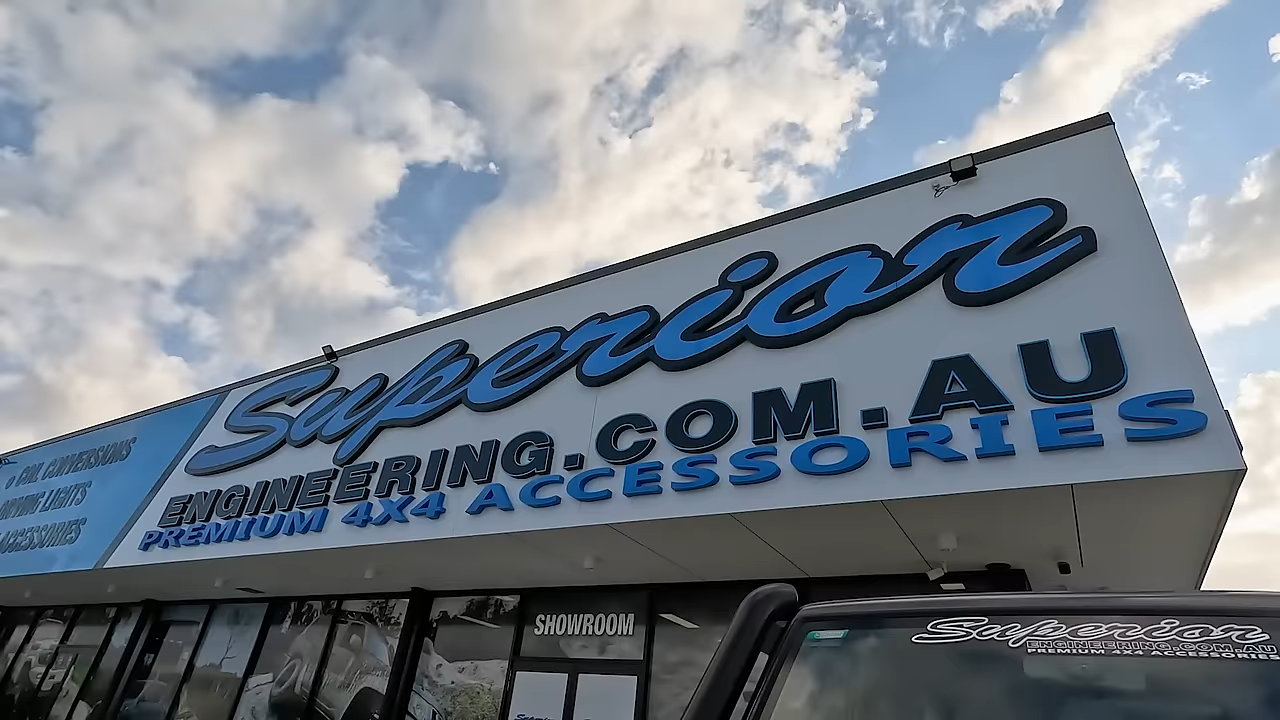 Superior
ENGINEERING.COM.AU
PREMIUM 4X4 ACCESSORIES
COIL CONVERSIONS
DRIVING LIGHTS
ACCESSORIES
SHOWROOM
Superior
ENGINEERING.COM.AU
PREMIUM 4X4 ACCESSORIES